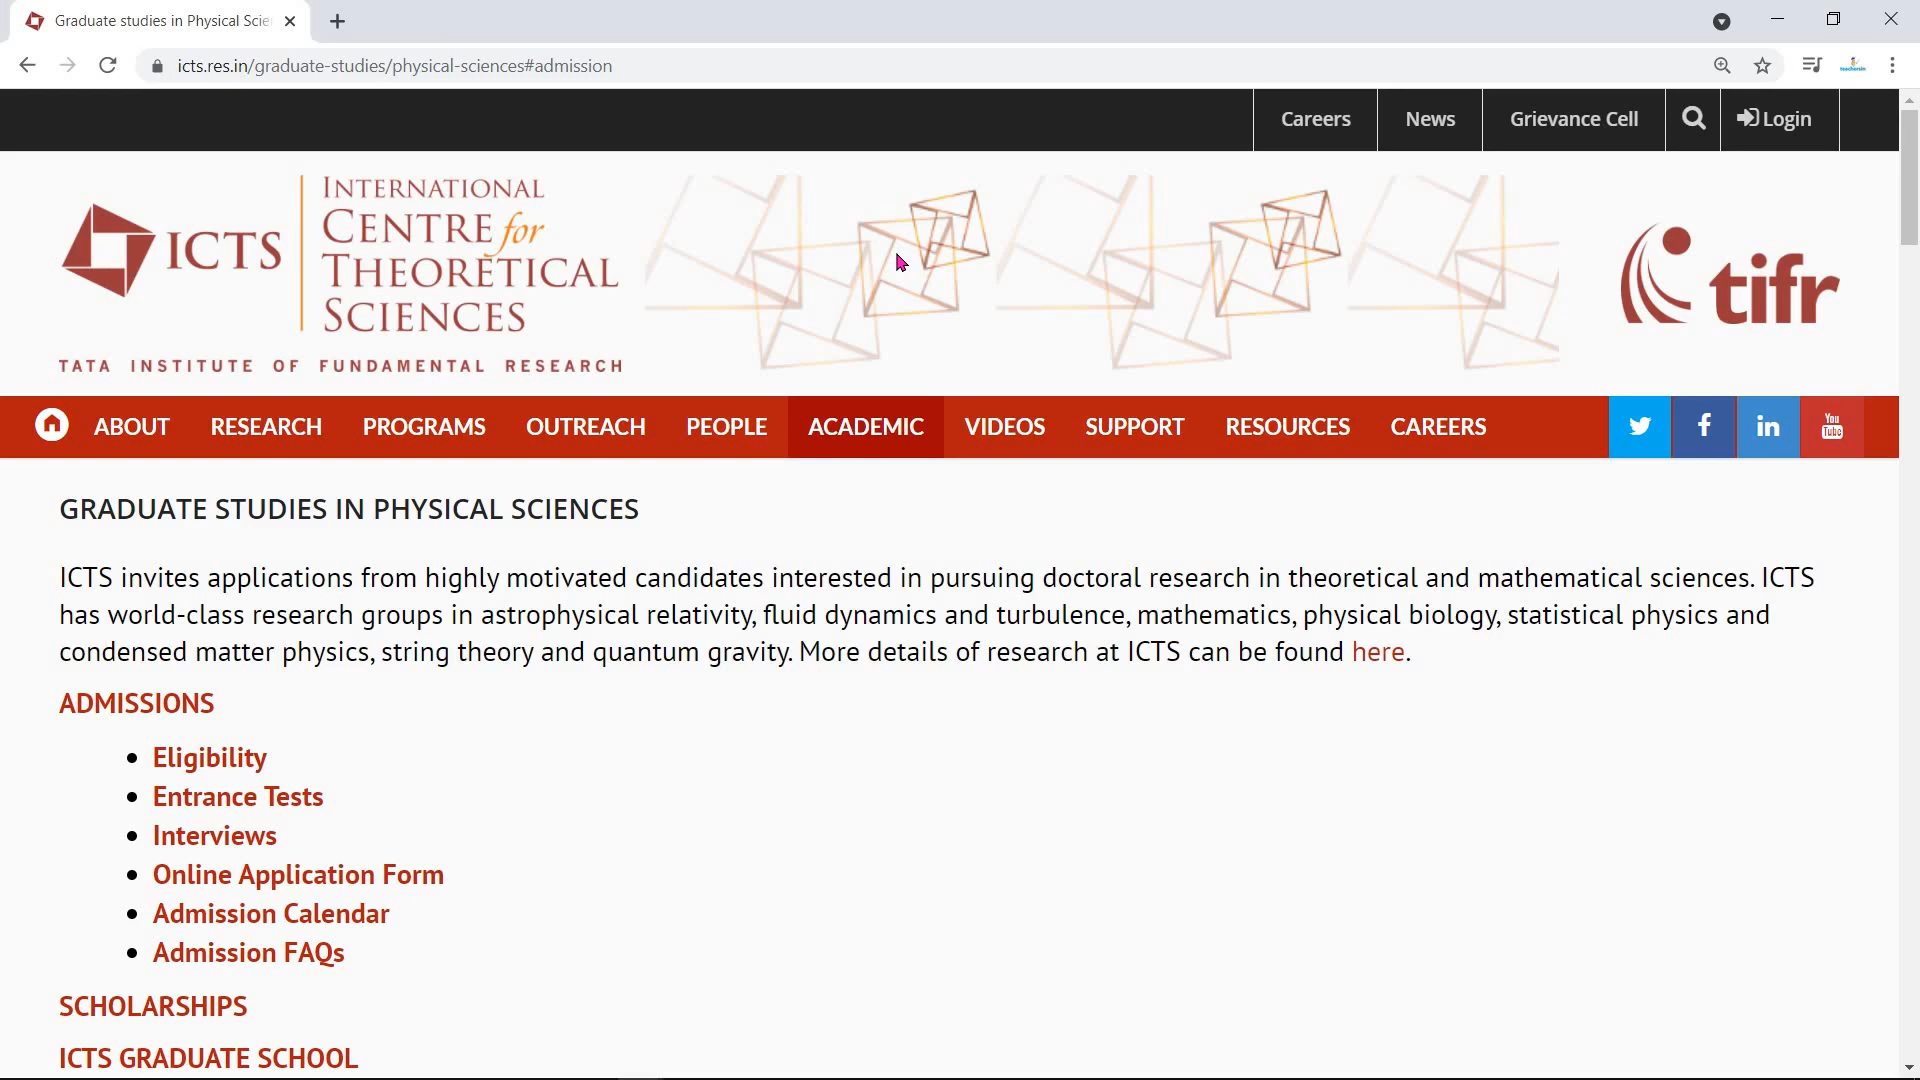 Graduate studies in Physical Scie
icts.res.in/graduate-studies/physical-sciences#admission
Careers News Grievance Cell Login
ICTS
INTERNATIONAL
CENTRE for
THEORETICAL
SCIENCES
TATA INSTITUTE OF FUNDAMENTAL RESEARCH
tifr
ABOUT RESEARCH PROGRAMS OUTREACH PEOPLE ACADEMIC VIDEOS SUPPORT RESOURCES CAREERS
You Tube
GRADUATE STUDIES IN PHYSICAL SCIENCES
ICTS invites applications from highly motivated candidates interested in pursuing doctoral research in theoretical and mathematical sciences. ICTS
has world-class research groups in astrophysical relativity, fluid dynamics and turbulence, mathematics, physical biology, statistical physics and
condensed matter physics, string theory and quantum gravity. More details of research at ICTS can be found here.
ADMISSIONS
• Eligibility
• Entrance Tests
• Interviews
• Online Application Form
• Admission Calendar
• Admission FAQs
SCHOLARSHIPS
ICTS GRADUATE SCHOOL